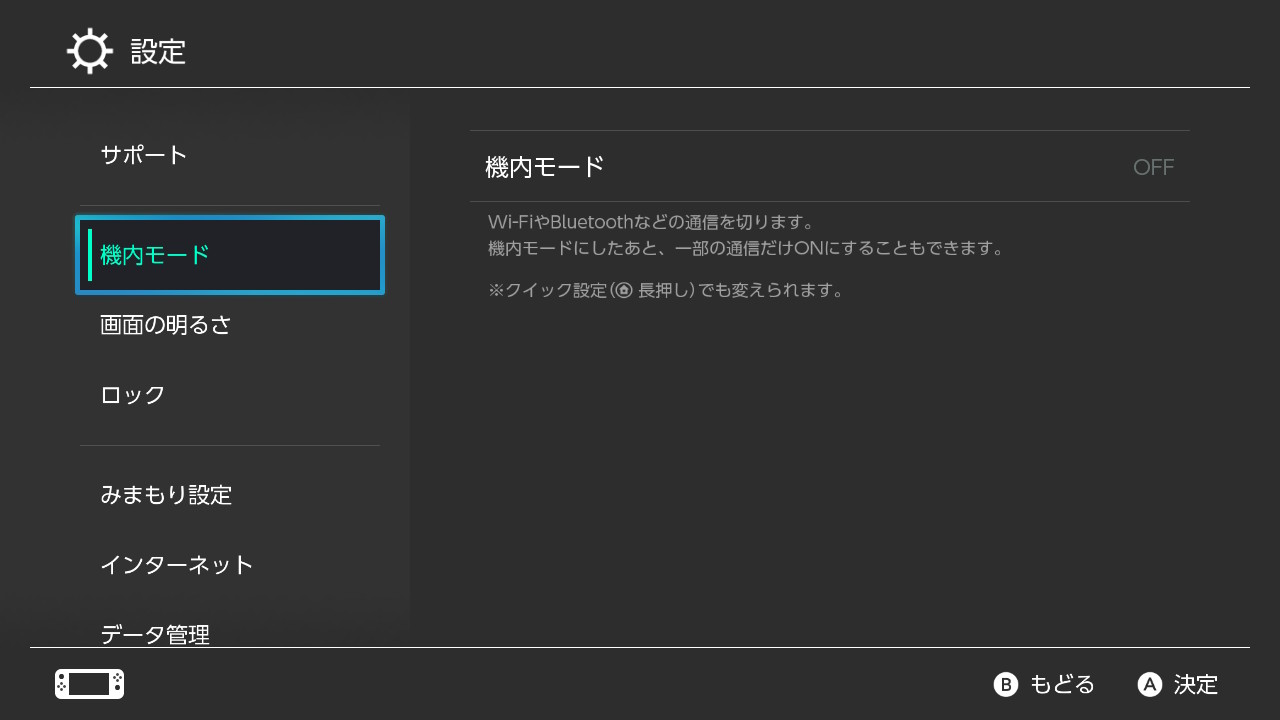 設定
サポート
機内モード
画面の明るさ
ロック
みまもり設定
インターネット
データ管理
機内モード OFF
Wi-FiやBluetoothなどの通信を切ります。
機内モードにしたあと、一部の通信だけONにすることもできます。
※クイック設定( 長押し)でも変えられます。
B もどる A 決定